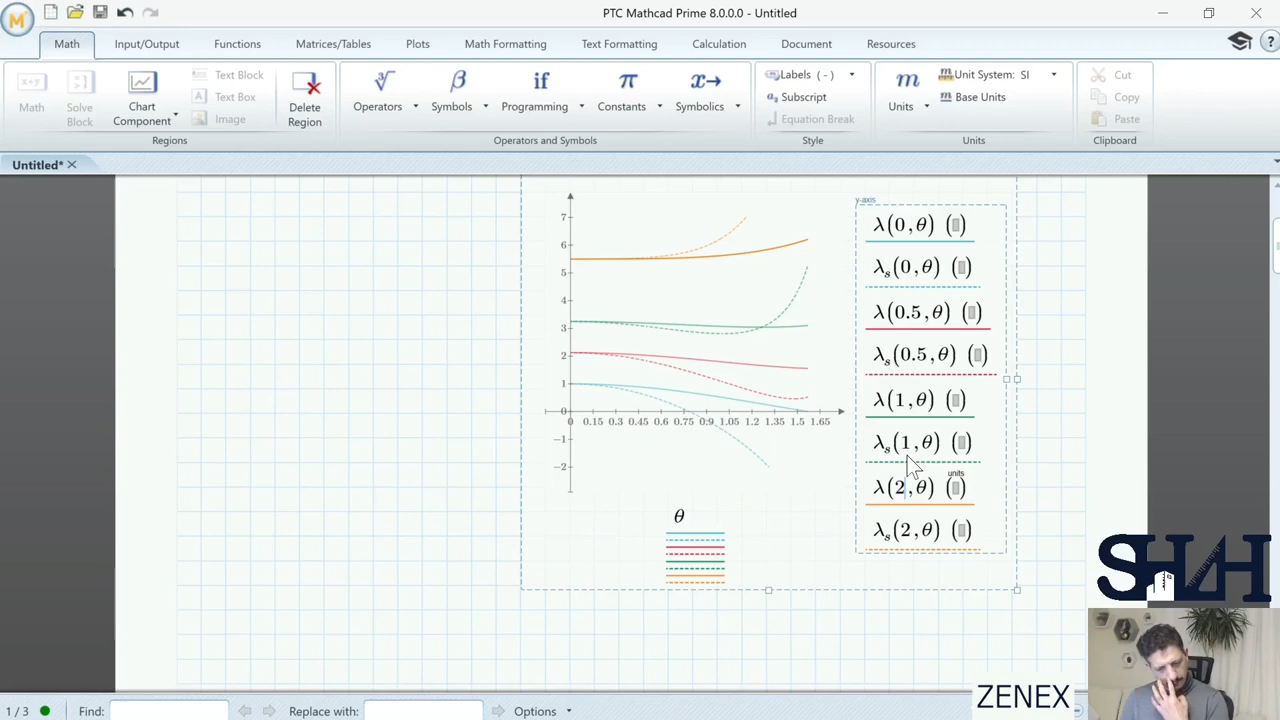 PTC Mathcad Prime 8.0.0.0 - Untitled
Math Input/Output Functions Matrices/Tables Plots Math Formatting Text Formatting Calculation Document Resources
Math Solve Block Chart Component Text Block Text Box Image Delete Region
Operators Symbols Programming Constants Symbolics
Labels ( - ) Subscript Equation Break
Units Unit System: SI Base Units
Cut Copy Paste
Regions Operators and Symbols Style Units Clipboard
Untitled*
y-axis
7
6
5
4
3
2
1
0
−1
−2
0 0.15 0.3 0.45 0.6 0.75 0.9 1.05 1.2 1.35 1.5 1.65
θ
λ(0,θ) ()
λs(0,θ) ()
λ(0.5,θ) ()
λs(0.5,θ) ()
λ(1,θ) ()
λs(1,θ) ()
units
λ(2,θ) ()
λs(2,θ) ()
ZENEX
1 / 3 Find: Replace with: Options